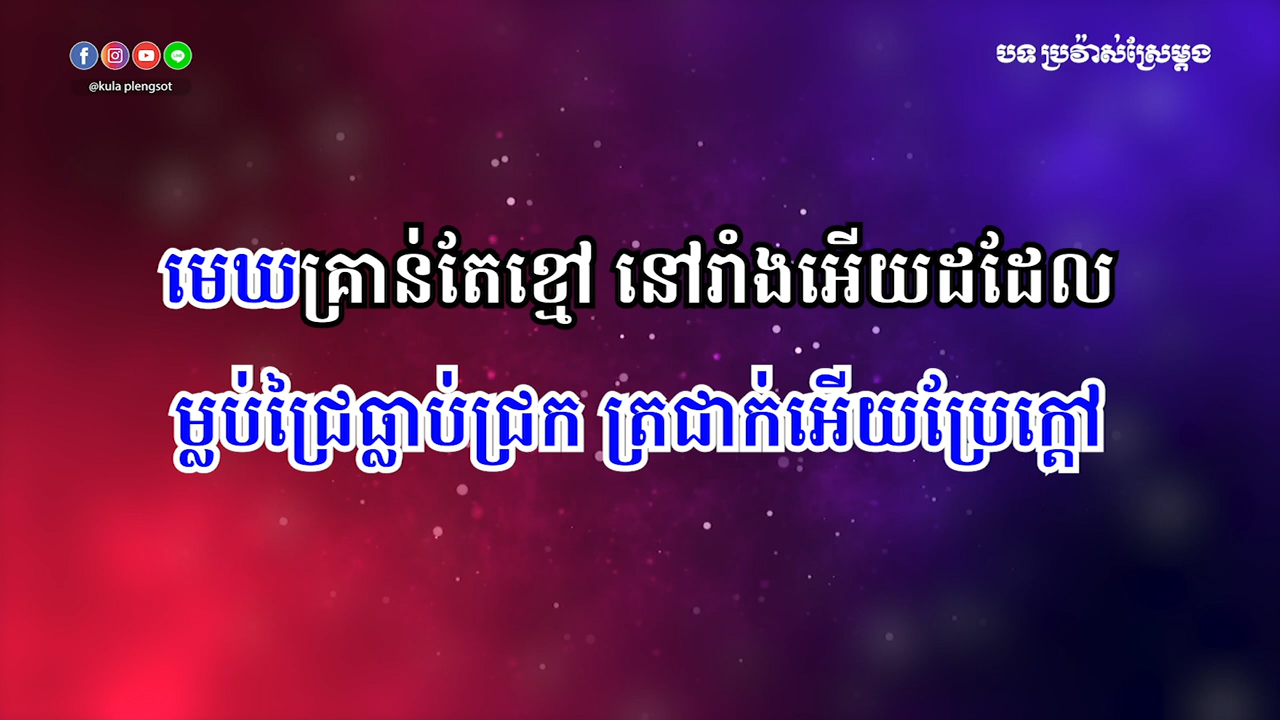 បទ ប្រវ៉ាស់ស្រែម្ដង
@kula plengsot
មេឃគ្រាន់តែខ្មៅ នៅរាំងអើយដដែល
ម្លប់ជ្រៃធ្លាប់ជ្រក ត្រជាក់អើយប្រែក្ដៅ